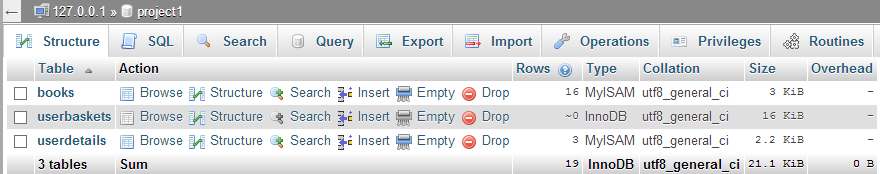 127.0.0.1 » project1
Structure SQL Search Query Export Import Operations Privileges Routines
Table Action Rows Type Collation Size Overhead
books Browse Structure Search Insert Empty Drop 16 MyISAM utf8_general_ci 3 KiB -
userbaskets Browse Structure Search Insert Empty Drop ~0 InnoDB utf8_general_ci 16 KiB -
userdetails Browse Structure Search Insert Empty Drop 3 MyISAM utf8_general_ci 2.2 KiB -
3 tables Sum 19 InnoDB utf8_general_ci 21.1 KiB 0 B